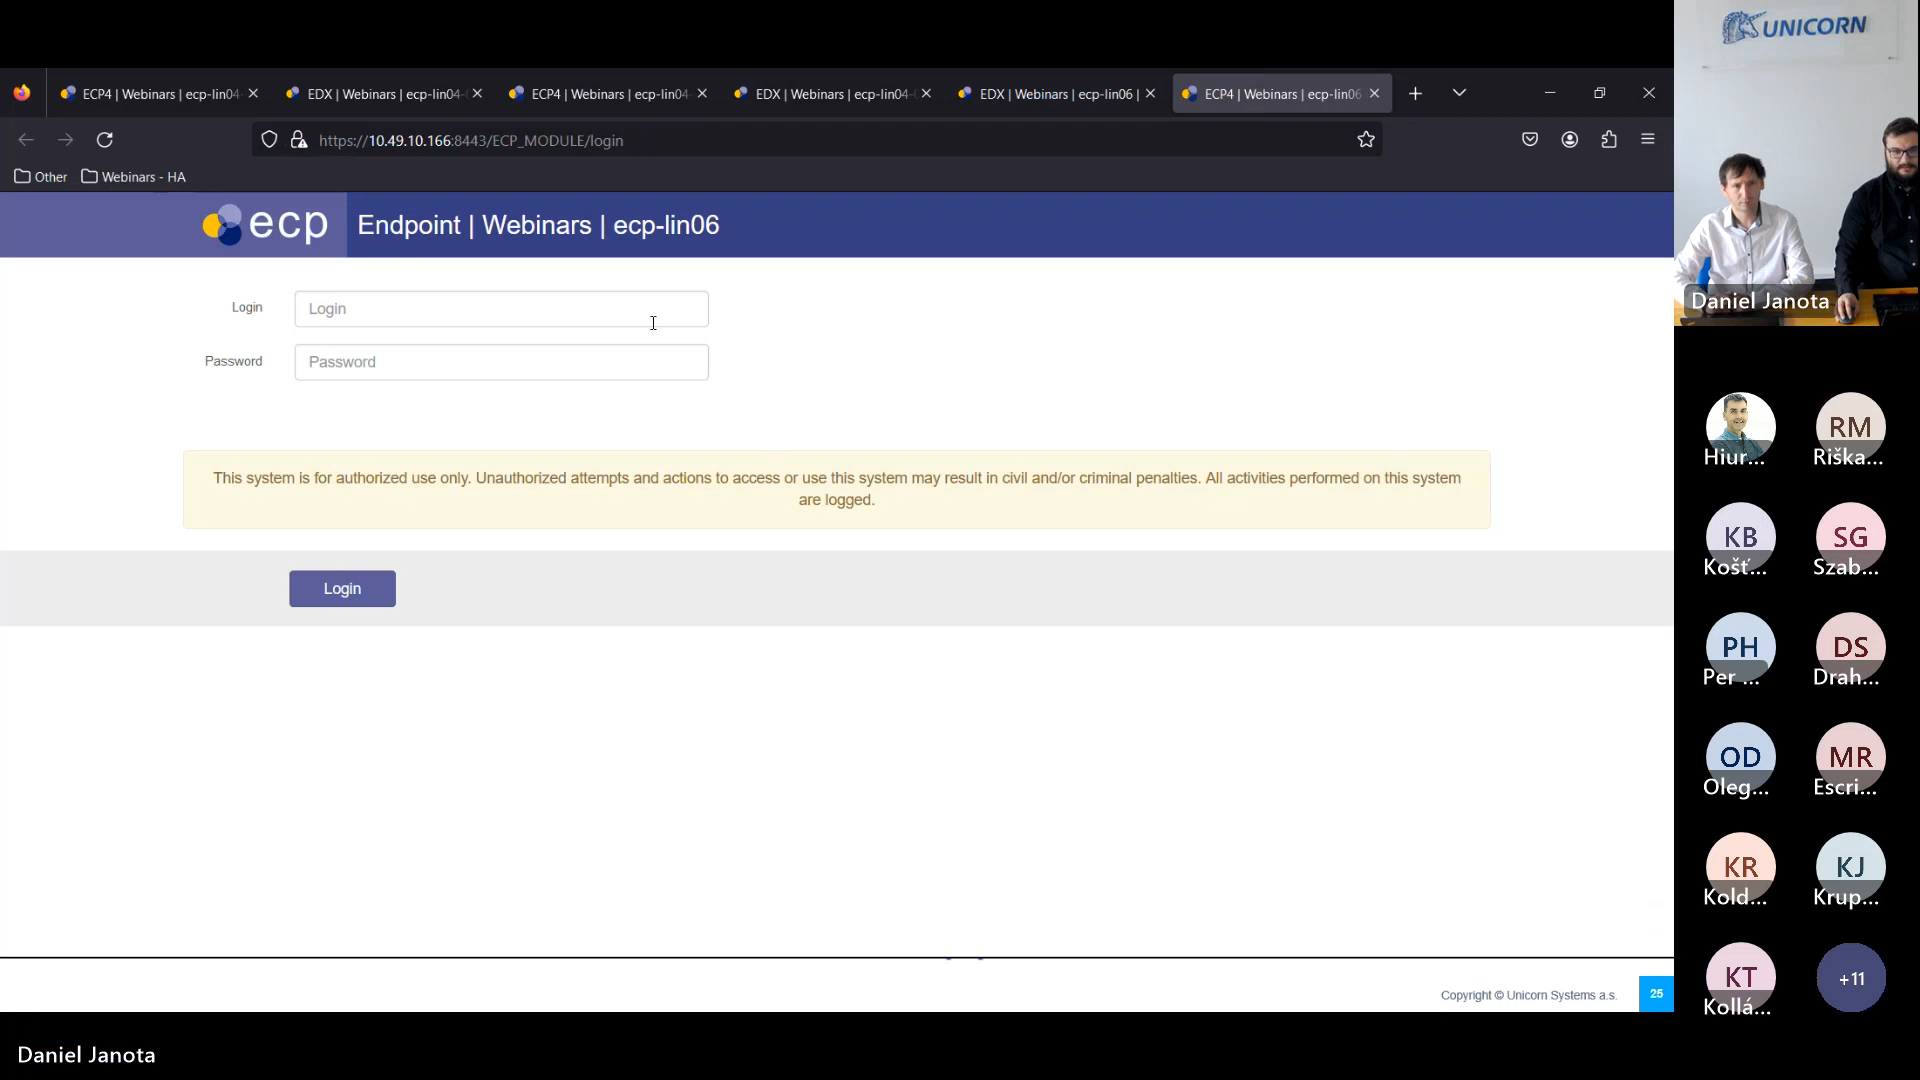 UNICORN
ECP4 | Webinars | ecp-lin04-
EDX | Webinars | ecp-lin04-
ECP4 | Webinars | ecp-lin04-
EDX | Webinars | ecp-lin04-
EDX | Webinars | ecp-lin06 |
ECP4 | Webinars | ecp-lin06
https://10.49.10.166:8443/ECP_MODULE/login
Other
Webinars - HA
ecp
Endpoint | Webinars | ecp-lin06
Login
Login
Password
Password
This system is for authorized use only. Unauthorized attempts and actions to access or use this system may result in civil and/or criminal penalties. All activities performed on this system
are logged.
Login
Copyright © Unicorn Systems a.s.
25
Daniel Janota
Hiur...
RM
Riška...
KB
Košť...
SG
Szab...
PH
Per ...
DS
Drah...
OD
Oleg...
MR
Escri...
KR
Kold...
KJ
Krup...
KT
Kollá...
+11
Daniel Janota